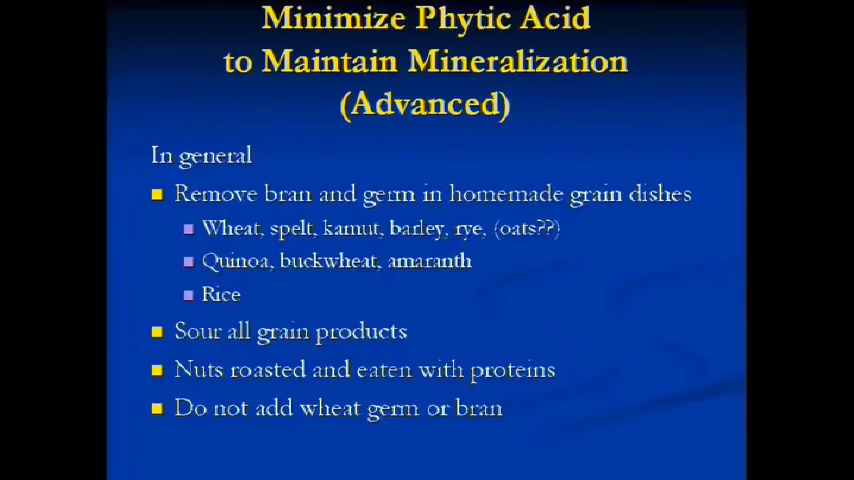 Minimize Phytic Acid
to Maintain Mineralization
(Advanced)
In general
Remove bran and germ in homemade grain dishes
Wheat, spelt, kamut, barley, rye, (oats??)
Quinoa, buckwheat, amaranth
Rice
Sour all grain products
Nuts roasted and eaten with proteins
Do not add wheat germ or bran